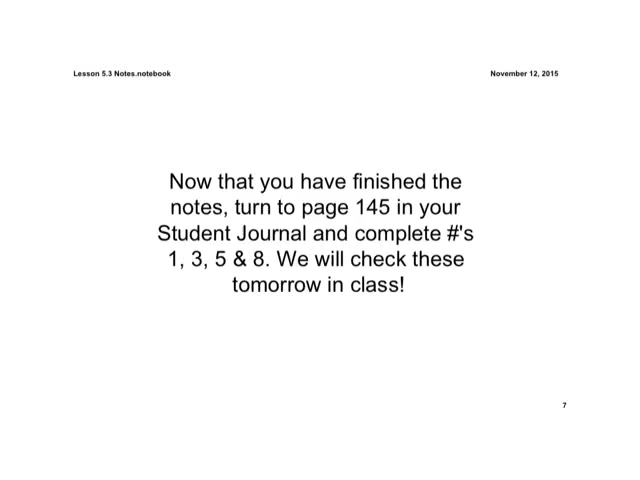 Lesson 5.3 Notes.notebook
November 12, 2015
Now that you have finished the
notes, turn to page 145 in your
Student Journal and complete #'s
1, 3, 5 & 8. We will check these
tomorrow in class!
7